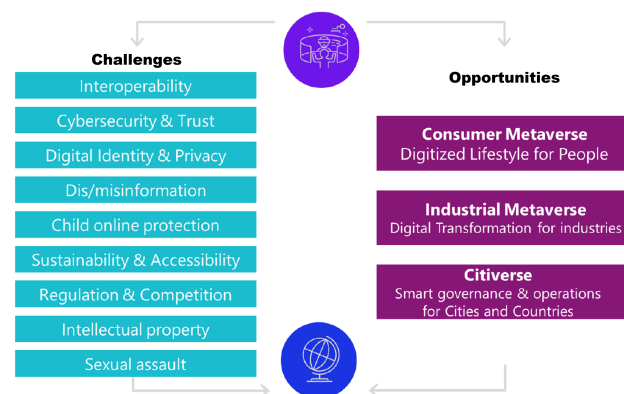 Challenges
Interoperability
Cybersecurity & Trust
Digital Identity & Privacy
Dis/misinformation
Child online protection
Sustainability & Accessibility
Regulation & Competition
Intellectual property
Sexual assault
Opportunities
Consumer Metaverse
Digitized Lifestyle for People
Industrial Metaverse
Digital Transformation for industries
Citiverse
Smart governance & operations
for Cities and Countries